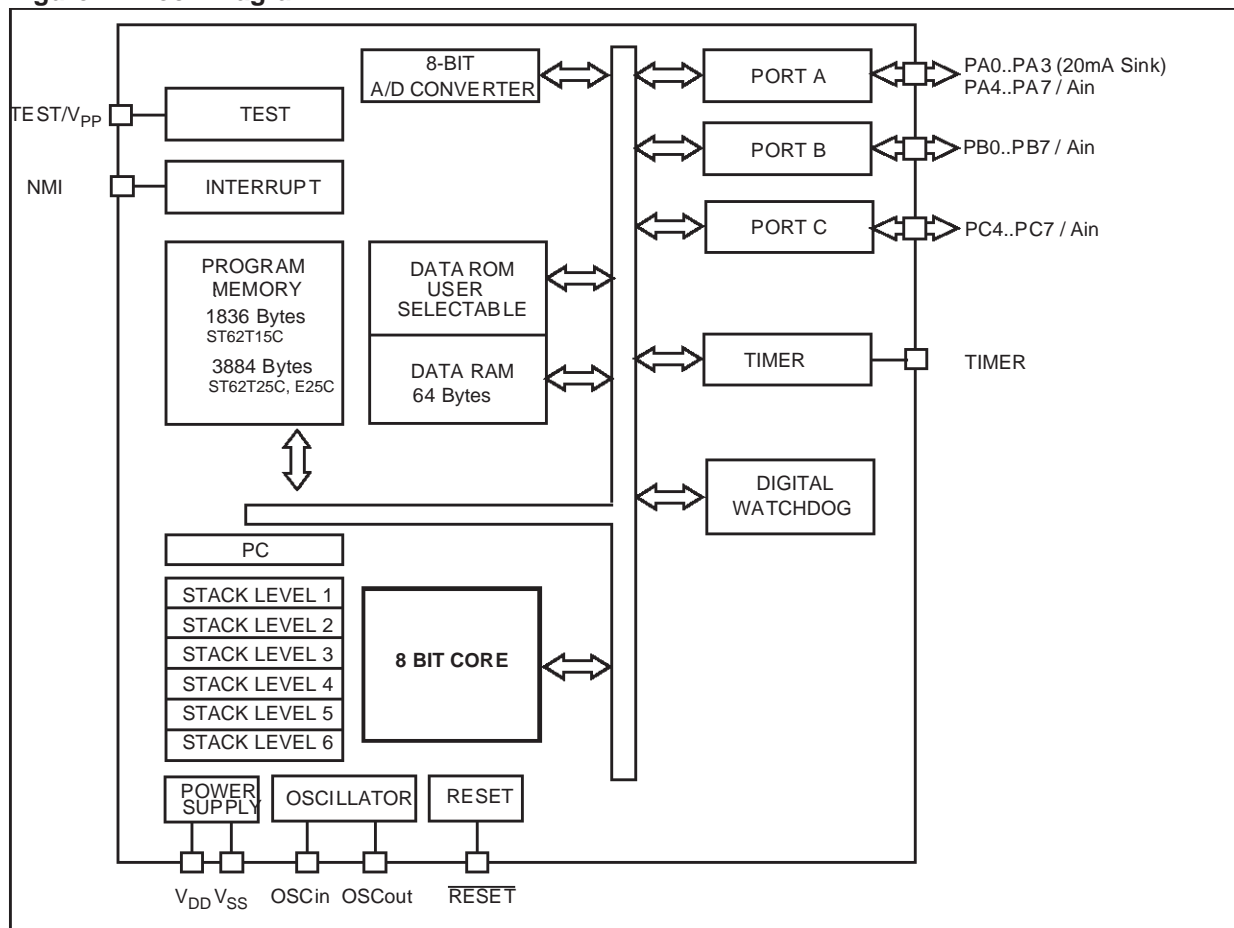 8-BIT
A/D CONVERTER
PORT A
PA0..PA3 (20mA Sink)
PA4..PA7 / Ain
TEST/VPP
TEST
PORT B
PB0..PB7 / Ain
NMI
INTERRUPT
PORT C
PC4..PC7 / Ain
PROGRAM
MEMORY
1836 Bytes
ST62T15C
3884 Bytes
ST62T25C, E25C
DATA ROM
USER
SELECTABLE
DATA RAM
64 Bytes
TIMER
TIMER
DIGITAL
WATCHDOG
PC
STACK LEVEL 1
STACK LEVEL 2
STACK LEVEL 3
STACK LEVEL 4
STACK LEVEL 5
STACK LEVEL 6
8 BIT CORE
POWER
SUPPLY
OSCILLATOR
RESET
VDD VSS OSCin OSCout RESET